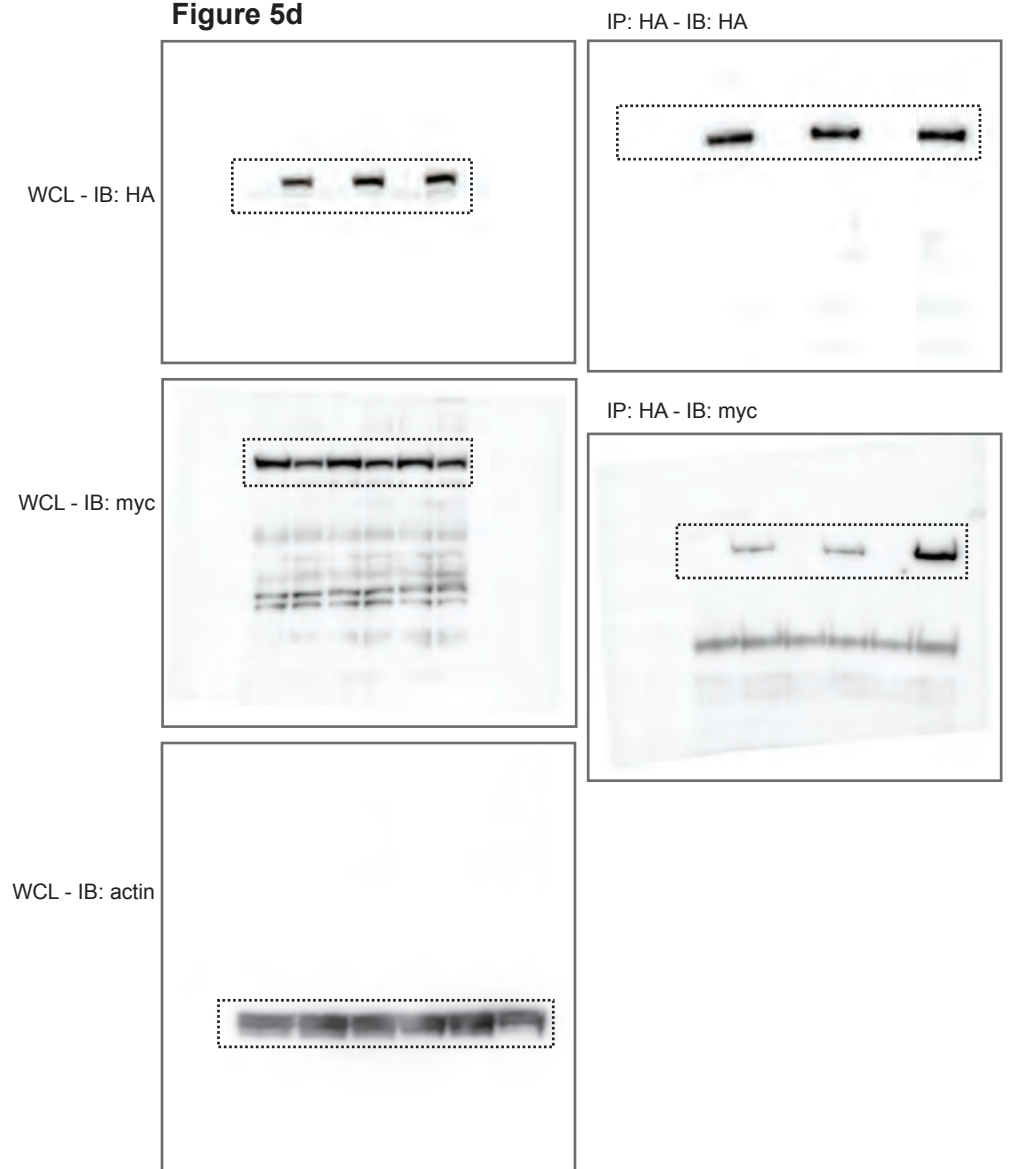 Figure 5d
IP: HA - IB: HA
WCL - IB: HA
IP: HA - IB: myc
WCL - IB: myc
WCL - IB: actin